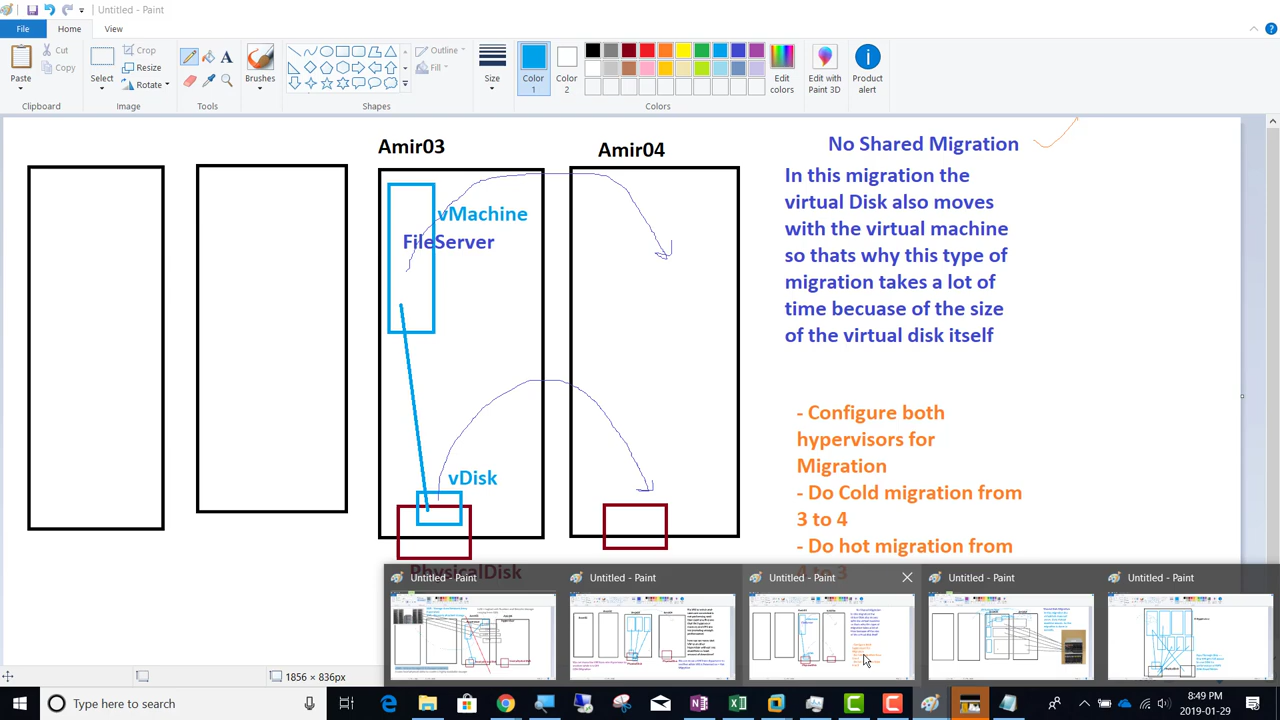 Untitled - Paint
File
Home
View
Paste
Cut
Copy
Clipboard
Select
Crop
Resize
Rotate
Image
Tools
Brushes
Shapes
Outline
Fill
Size
Color 1
Color 2
Colors
Edit colors
Edit with Paint 3D
Product alert
Amir03
Amir04
vMachine
FileServer
vDisk
PhysicalDisk
No Shared Migration
In this migration the
virtual Disk also moves
with the virtual machine
so thats why this type of
migration takes a lot of
time becuase of the size
of the virtual disk itself
- Configure both
hypervisors for
Migration
- Do Cold migration from
3 to 4
- Do hot migration from
4 to 3
Untitled - Paint
Untitled - Paint
Untitled - Paint
Untitled - Paint
Untitled - Paint
1856 × 836px
Type here to search
8:49 PM
2019-01-29